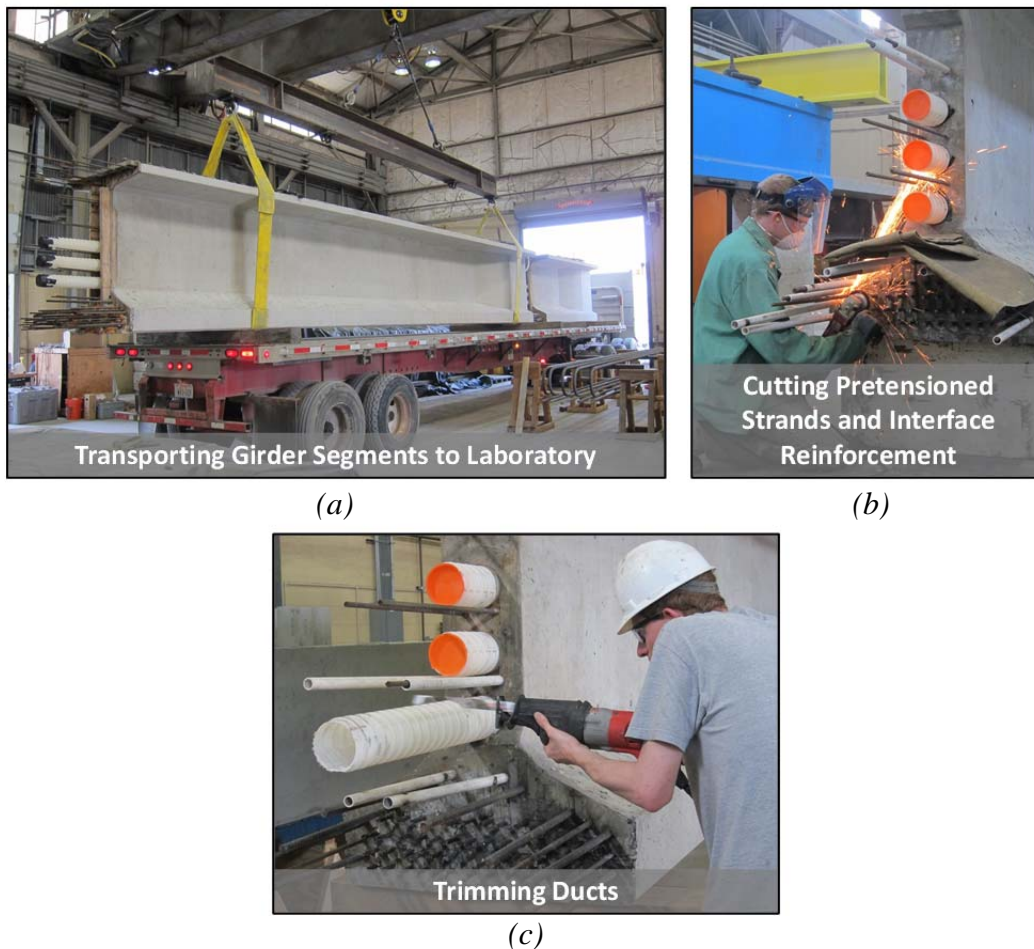 Transporting Girder Segments to Laboratory
(a)
Cutting Pretensioned
Strands and Interface
Reinforcement
(b)
Trimming Ducts
(c)